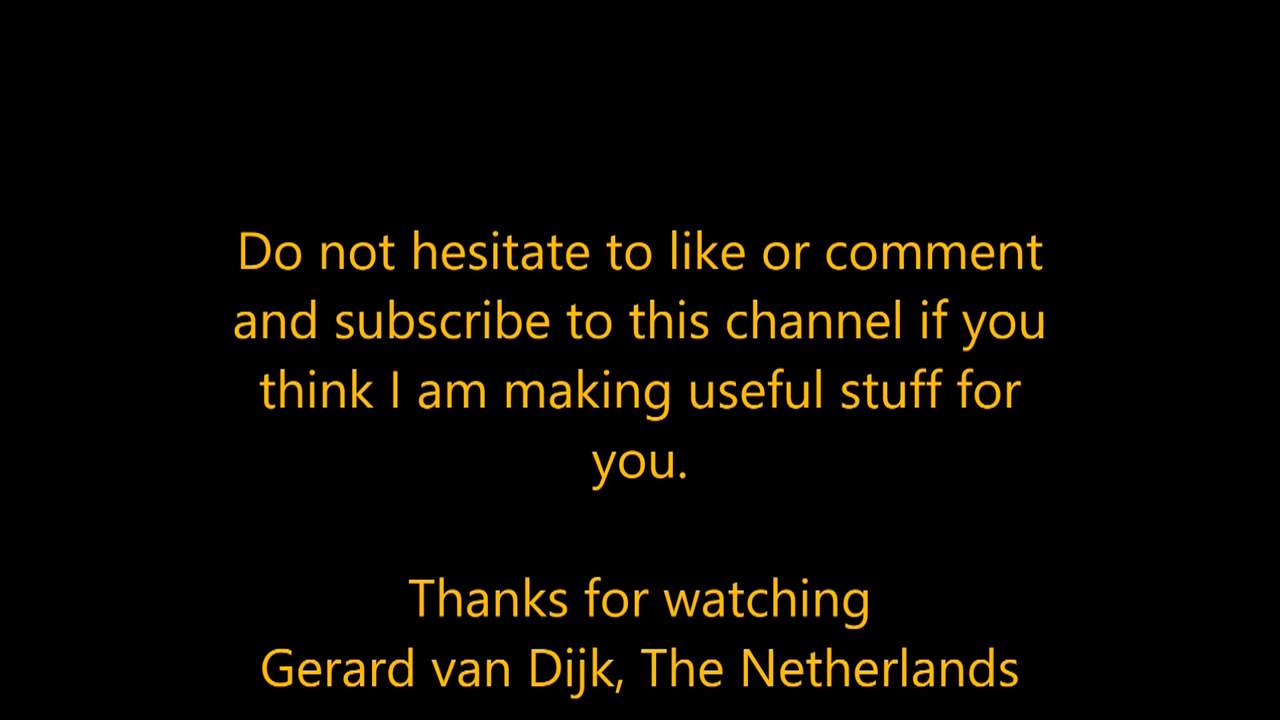 Do not hesitate to like or comment
and subscribe to this channel if you
think I am making useful stuff for
you.
Thanks for watching
Gerard van Dijk, The Netherlands